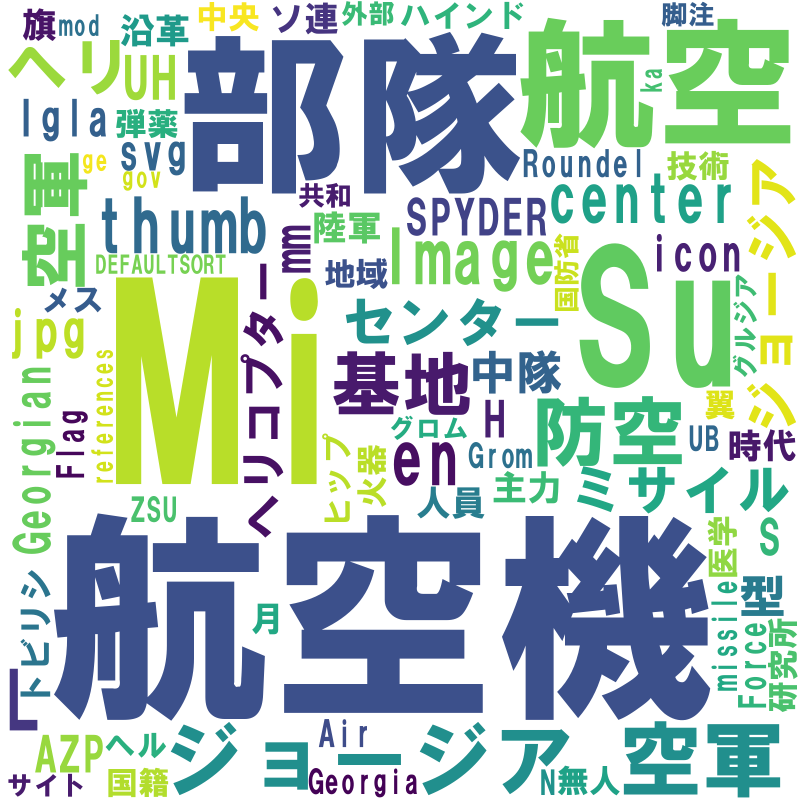 旗
mod
沿革
中央
ソ連
外部
ハインド
脚注
ヘリ
UH
部隊
航空
ka
Igla
弾薬
svg
ge
gov
Roundel
技術
空軍
共和
thumb
mm
陸軍
SPYDER
center
ジョージア
DEFAULTSORT
Image
国防省
icon
地域
メス
Mi
Su
グルジア
jpg
ヘリコプター
センター
references
Georgian
Flag
基地
中隊
翼
H
防空
グロム
UB
時代
en
Grom
ヒップ
火器
主力
ミサイル
ZSU
人員
S
医学
航空機
トビリシ
月
型
missile
Force
研究所
L
AZP
ヘル
ジョージア
Air
空軍
サイト
国籍
Georgia
N
無人